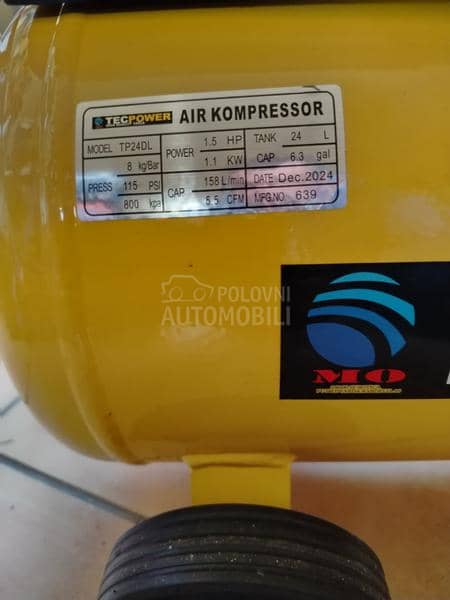 TECPOWER AIR KOMPRESSOR
MODEL TP24DL POWER 1.5 HP TANK 24 L
8 kg/Bar 1.1 KW CAP 6.3 gal
PRESS 115 PSI CAP 158 L/min DATE Dec.2024
800 kpa 5.5 CFM MFG.NO 639
POLOVNI
AUTOMOBILI
MO